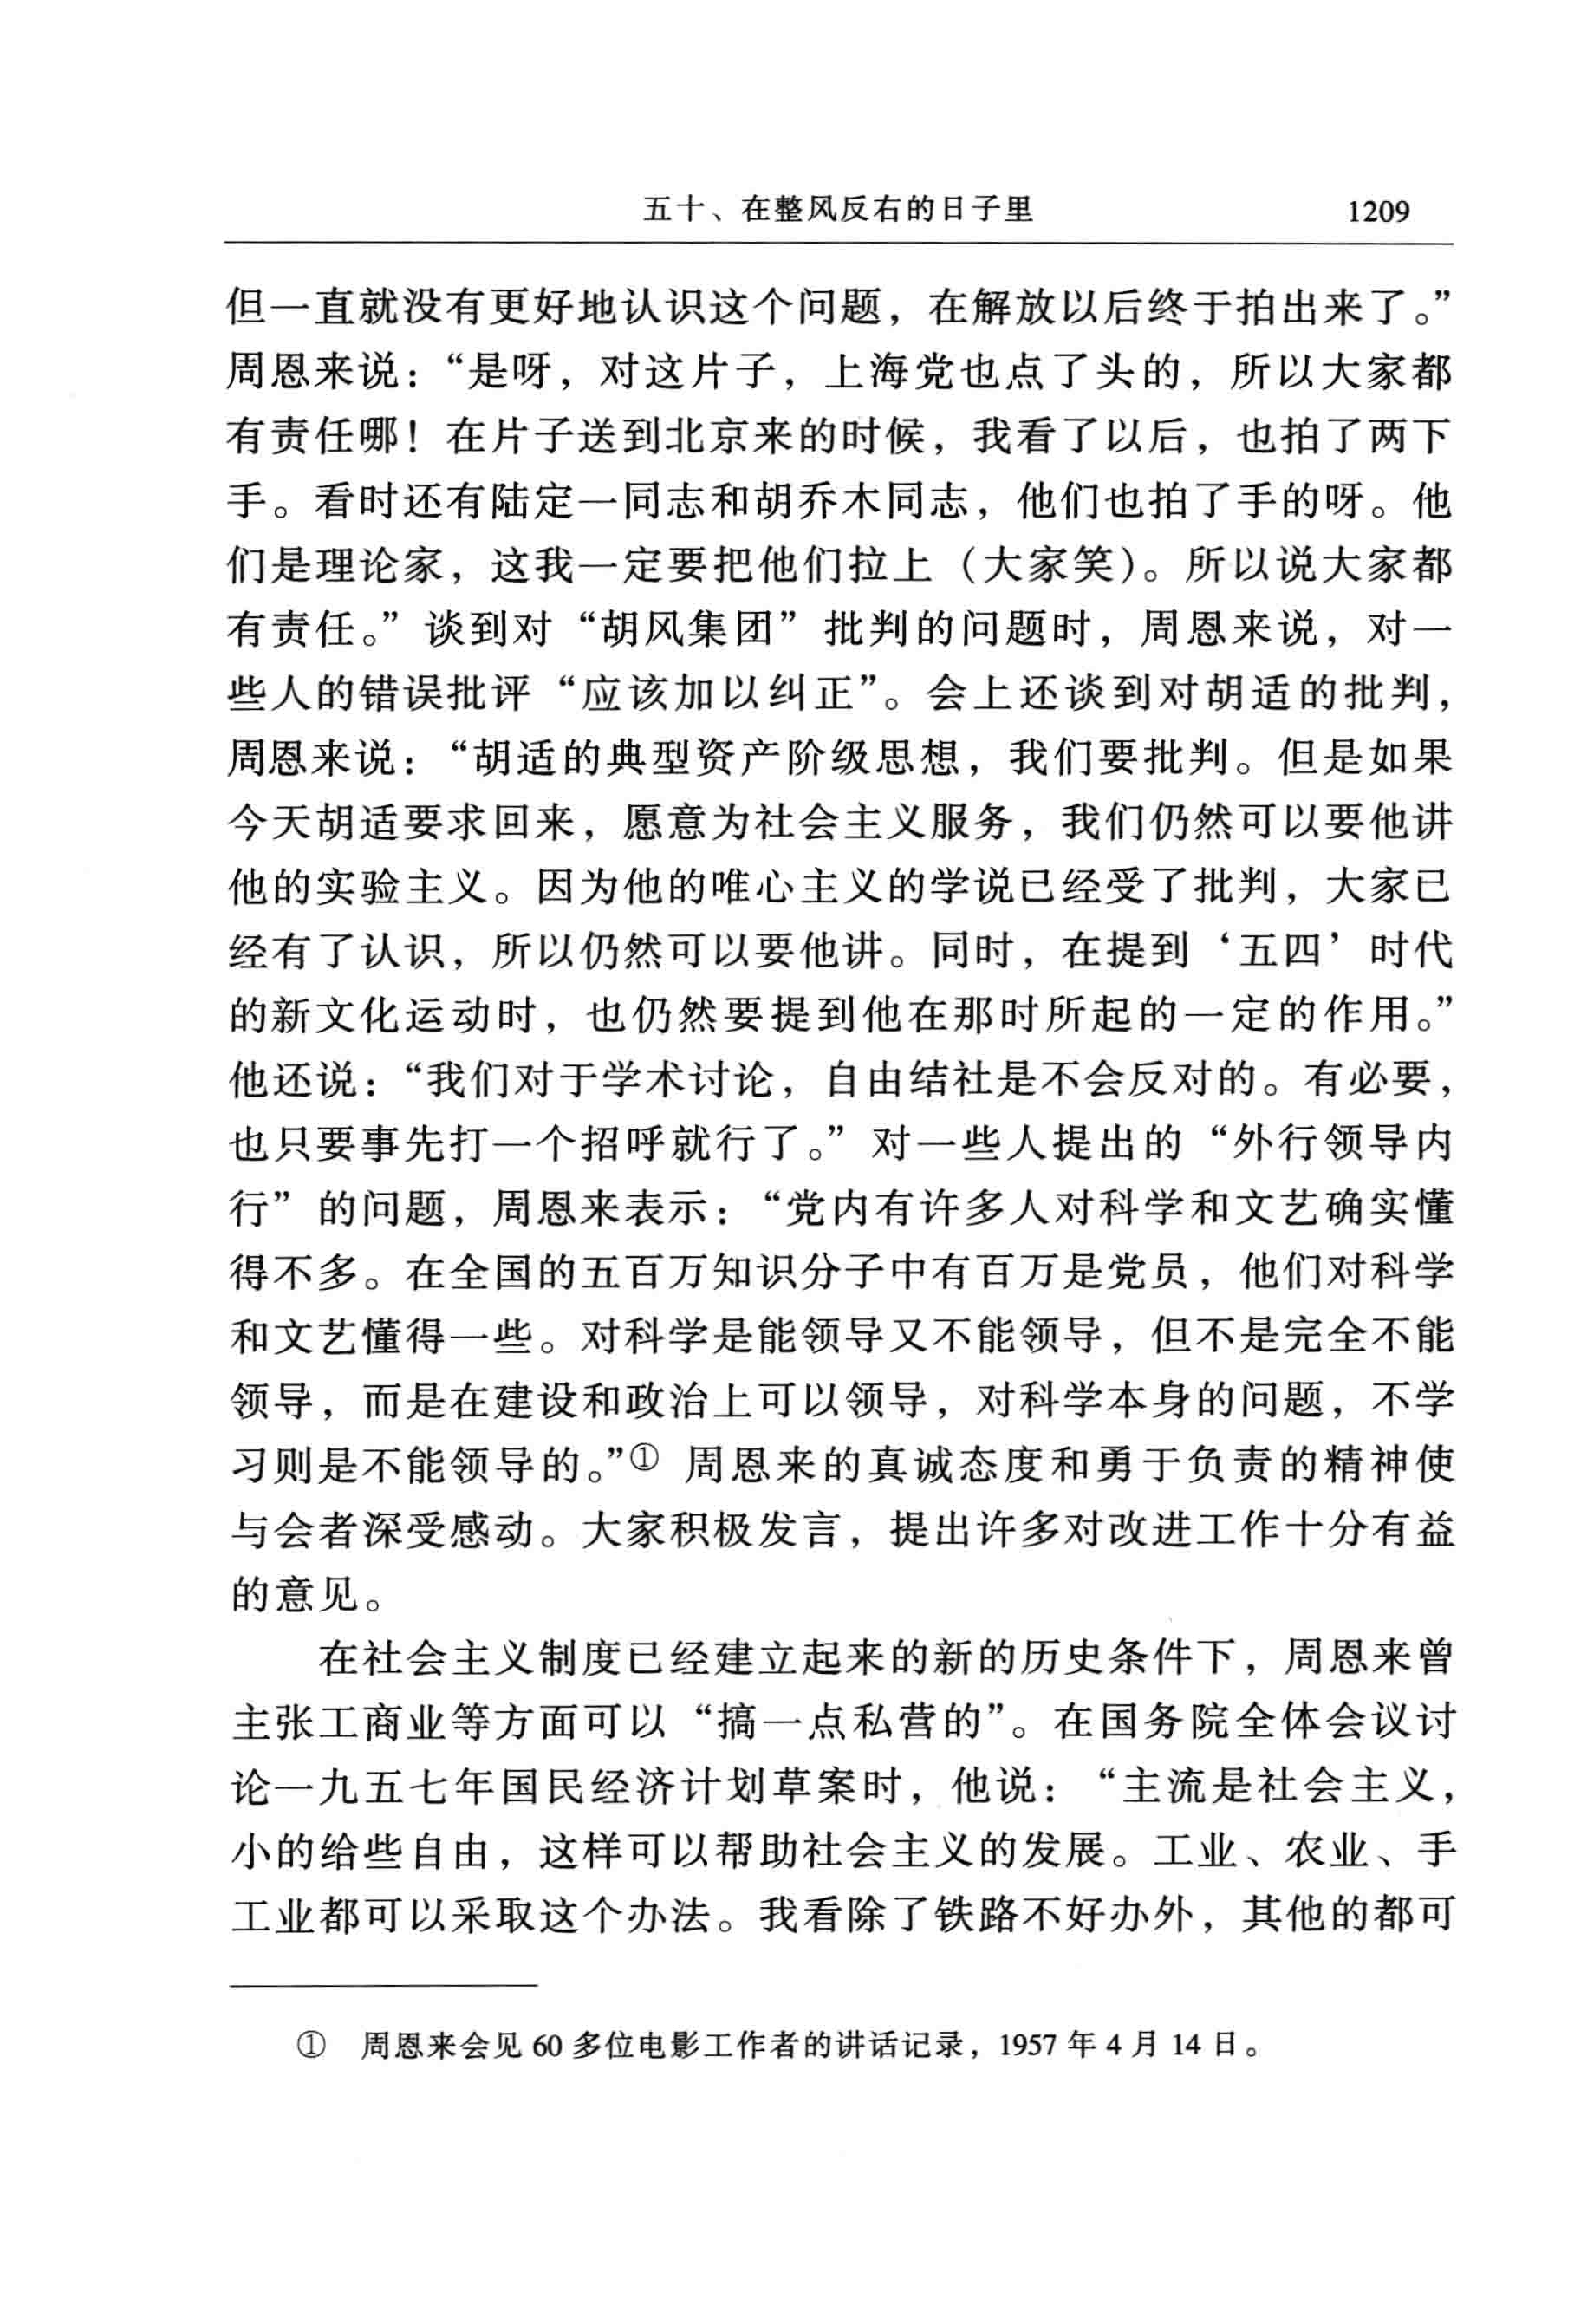 五十、在整风反右的日子里 1209
但一直就没有更好地认识这个问题，在解放以后终于拍出来了。”
周恩来说：“是呀，对这片子，上海党也点了头的，所以大家都
有责任哪！在片子送到北京来的时候，我看了以后，也拍了两下
手。看时还有陆定一同志和胡乔木同志，他们也拍了手的呀。他
们是理论家，这我一定要把他们拉上（大家笑）。所以说大家都
有责任。”谈到对“胡风集团”批判的问题时，周恩来说，对一
些人的错误批评“应该加以纠正”。会上还谈到对胡适的批判，
周恩来说：“胡适的典型资产阶级思想，我们要批判。但是如果
今天胡适要求回来，愿意为社会主义服务，我们仍然可以要他讲
他的实验主义。因为他的唯心主义的学说已经受了批判，大家已
经有了认识，所以仍然可以要他讲。同时，在提到‘五四’时代
的新文化运动时，也仍然要提到他在那时所起的一定的作用。”
他还说：“我们对于学术讨论，自由结社是不会反对的。有必要，
也只要事先打一个招呼就行了。”对一些人提出的“外行领导内
行”的问题，周恩来表示：“党内有许多人对科学和文艺确实懂
得不多。在全国的五百万知识分子中有百万是党员，他们对科学
和文艺懂得一些。对科学是能领导又不能领导，但不是完全不能
领导，而是在建设和政治上可以领导，对科学本身的问题，不学
习则是不能领导的。”① 周恩来的真诚态度和勇于负责的精神使
与会者深受感动。大家积极发言，提出许多对改进工作十分有益
的意见。
在社会主义制度已经建立起来的新的历史条件下，周恩来曾
主张工商业等方面可以“搞一点私营的”。在国务院全体会议讨
论一九五七年国民经济计划草案时，他说：“主流是社会主义，
小的给些自由，这样可以帮助社会主义的发展。工业、农业、手
工业都可以采取这个办法。我看除了铁路不好办外，其他的都可
① 周恩来会见 60 多位电影工作者的讲话记录，1957 年 4 月 14 日。